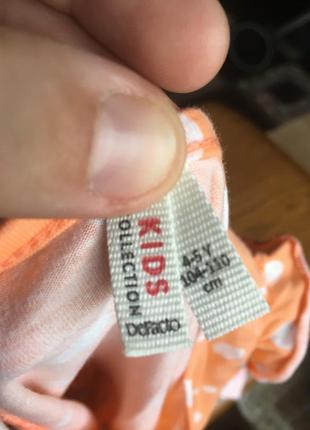 KIDS
COLLECTION
Defacto
4-5 Y
104-110
cm